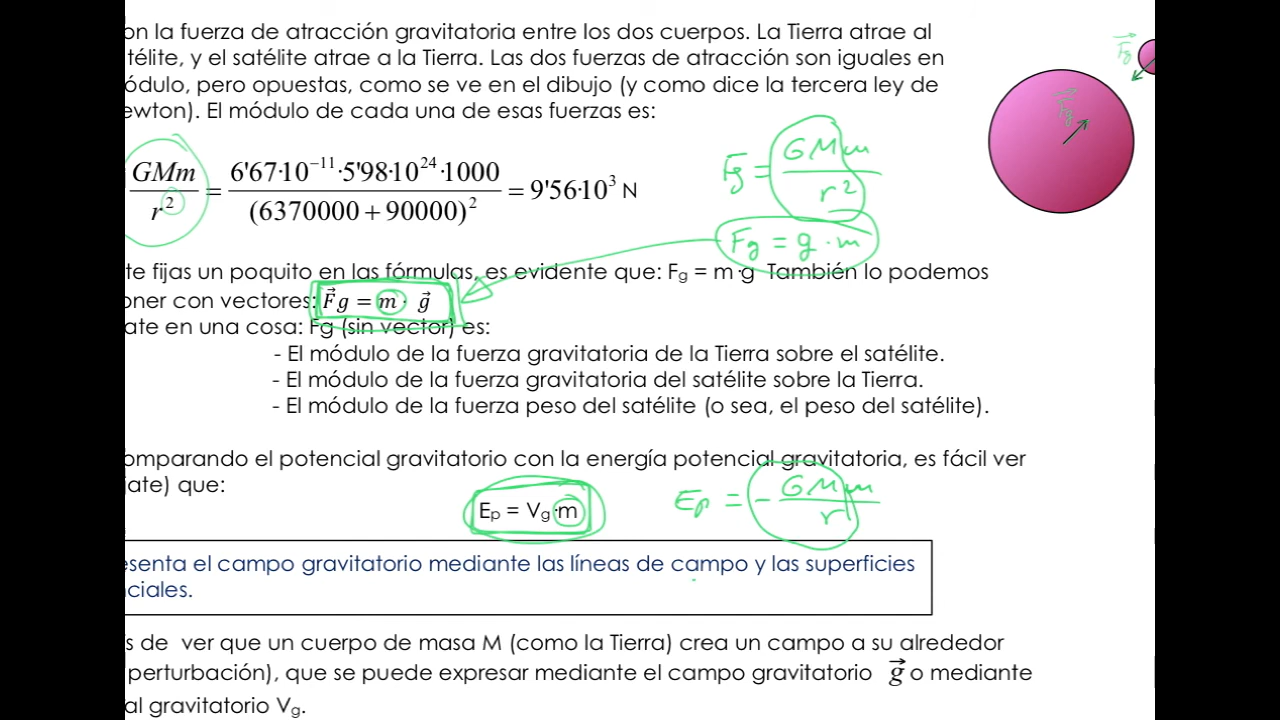 on la fuerza de atracción gravitatoria entre los dos cuerpos. La Tierra atrae al
télite, y el satélite atrae a la Tierra. Las dos fuerzas de atracción son iguales en
ódulo, pero opuestas, como se ve en el dibujo (y como dice la tercera ley de
ewton). El módulo de cada una de esas fuerzas es:
Fg
Fg
GMm/r² = 6'67·10⁻¹¹·5'98·10²⁴·1000/(6370000 + 90000)² = 9'56·10³ N
Fg = GMm/r²
Fg = g · m
te fijas un poquito en las fórmulas, es evidente que: Fg = m·g También lo podemos
oner con vectores: F⃗g = m · g⃗
ate en una cosa: Fg (sin vector) es:
- El módulo de la fuerza gravitatoria de la Tierra sobre el satélite.
- El módulo de la fuerza gravitatoria del satélite sobre la Tierra.
- El módulo de la fuerza peso del satélite (o sea, el peso del satélite).
omparando el potencial gravitatorio con la energía potencial gravitatoria, es fácil ver
jate) que:
Ep = Vg·m
Ep = - GMm/r
esenta el campo gravitatorio mediante las líneas de campo y las superficies
nciales.
s de ver que un cuerpo de masa M (como la Tierra) crea un campo a su alrededor
perturbación), que se puede expresar mediante el campo gravitatorio g⃗ o mediante
al gravitatorio Vg.